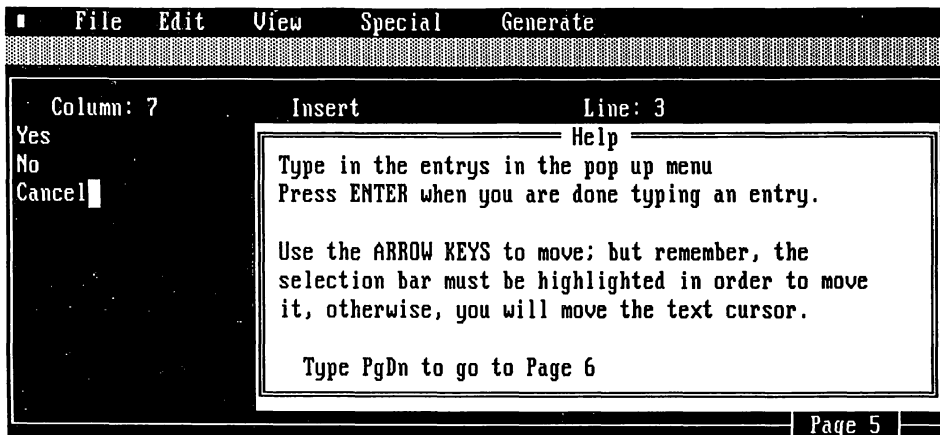 File Edit View Special Generate
Column: 7 Insert Line: 3
Yes
No
Cancel
Help
Type in the entrys in the pop up menu
Press ENTER when you are done typing an entry.
Use the ARROW KEYS to move; but remember, the
selection bar must be highlighted in order to move
it, otherwise, you will move the text cursor.
Type PgDn to go to Page 6
Page 5